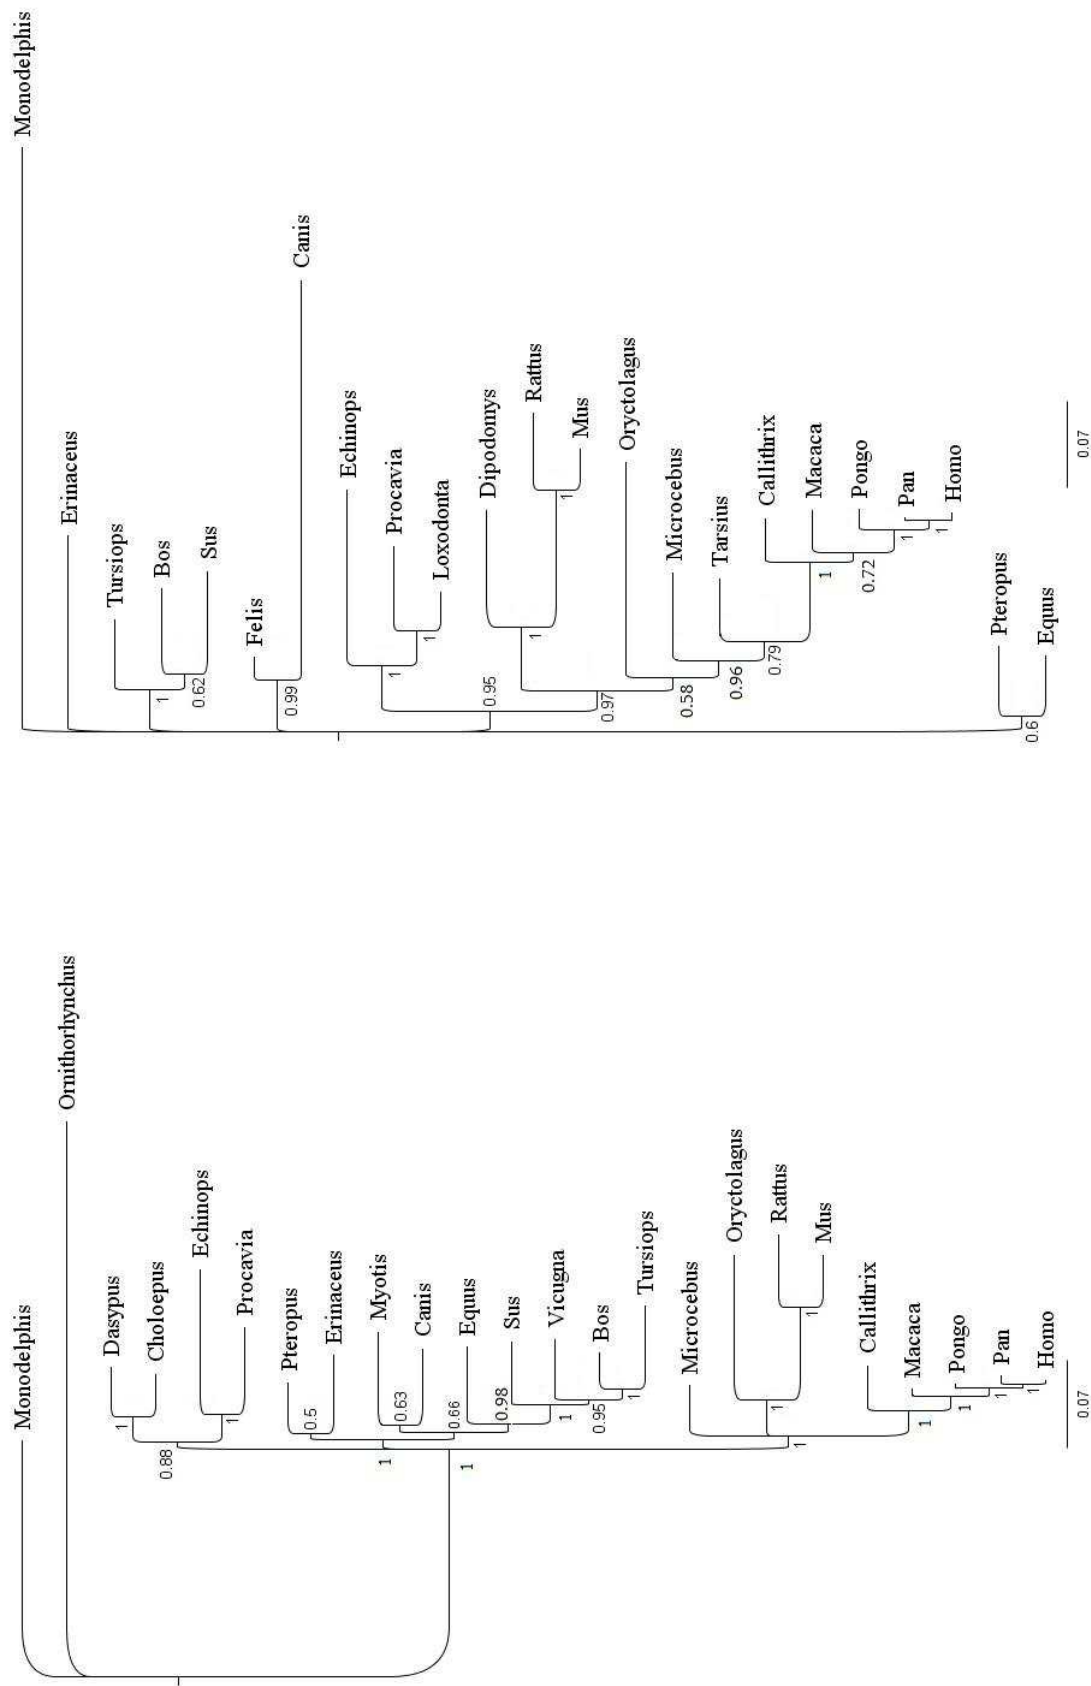 Monodelphis
Erinaceus
Tursiops
Bos
Sus
1
0.62
Felis
Canis
0.99
Echinops
Procavia
Loxodonta
1
1
0.95
Dipodomys
Rattus
Mus
1
1
0.97
Oryctolagus
Microcebus
Tarsius
Callithrix
Macaca
Pongo
Pan
Homo
0.58
0.96
0.79
1
0.72
1
1
Pteropus
Equus
0.6
0.07
Monodelphis
Ornithorhynchus
Dasypus
Choloepus
1
0.88
Echinops
Procavia
1
Pteropus
Erinaceus
0.5
Myotis
Canis
0.63
1
0.66
Equus
Sus
0.98
Vicugna
Bos
Tursiops
1
0.95
1
1
Microcebus
Oryctolagus
Rattus
Mus
1
1
1
Callithrix
Macaca
Pongo
Pan
Homo
1
1
1
1
0.07